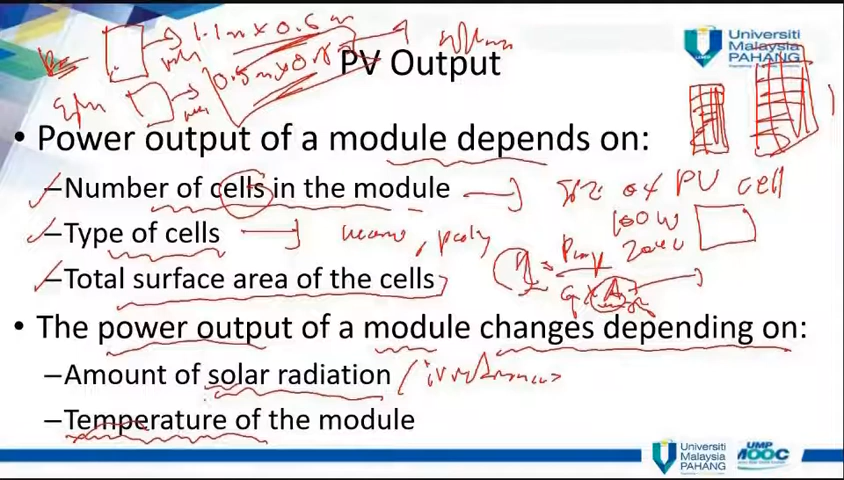 1.1m x 0.6m
0.5m x 0.8
PV Output
Universiti
Malaysia
PAHANG
• Power output of a module depends on:
–Number of cells in the module size of PV cell
100W
–Type of cells mono, poly 200W
–Total surface area of the cells
• The power output of a module changes depending on:
–Amount of solar radiation / irradiance
–Temperature of the module
Universiti
Malaysia
PAHANG
UMP
MOOC